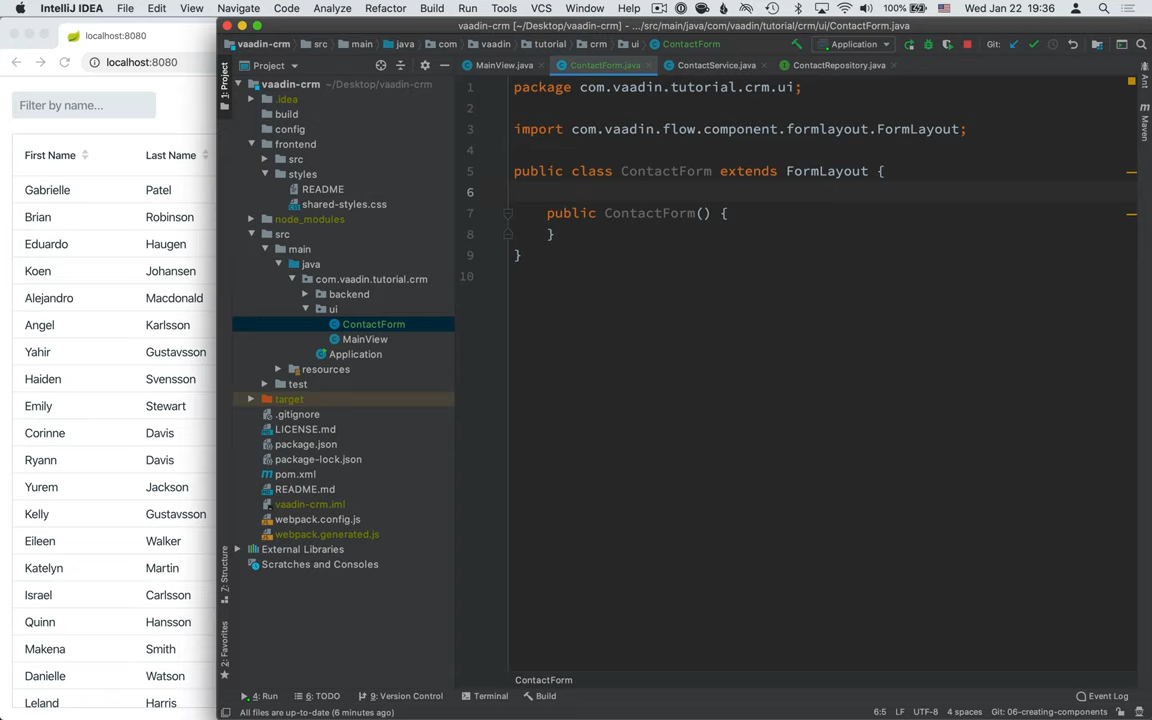 IntelliJ IDEA File Edit View Navigate Code Analyze Refactor Build Run Tools VCS Window Help 100% Wed Jan 22 19:36
vaadin-crm [~/Desktop/vaadin-crm] - .../src/main/java/com/vaadin/tutorial/crm/ui/ContactForm.java
localhost:8080
localhost:8080
Filter by name...
First Name Last Name
Gabrielle Patel
Brian Robinson
Eduardo Haugen
Koen Johansen
Alejandro Macdonald
Angel Karlsson
Yahir Gustavsson
Haiden Svensson
Emily Stewart
Corinne Davis
Ryann Davis
Yurem Jackson
Kelly Gustavsson
Eileen Walker
Katelyn Martin
Israel Carlsson
Quinn Hansson
Makena Smith
Danielle Watson
Leland Harris
vaadin-crm src main java com vaadin tutorial crm ui ContactForm
Application Git:
1: Project
7: Structure
2: Favorites
Project
vaadin-crm ~/Desktop/vaadin-crm
.idea
build
config
frontend
src
styles
README
shared-styles.css
node_modules
src
main
java
com.vaadin.tutorial.crm
backend
ui
ContactForm
MainView
Application
resources
test
target
.gitignore
LICENSE.md
package.json
package-lock.json
pom.xml
README.md
vaadin-crm.iml
webpack.config.js
webpack.generated.js
External Libraries
Scratches and Consoles
MainView.java ContactForm.java ContactService.java ContactRepository.java
1 package com.vaadin.tutorial.crm.ui;
2
3 import com.vaadin.flow.component.formlayout.FormLayout;
4
5 public class ContactForm extends FormLayout {
6
7 public ContactForm() {
8 }
9 }
10
ContactForm
Ant
Maven
4: Run 6: TODO 9: Version Control Terminal Build Event Log
All files are up-to-date (6 minutes ago) 6:5 LF UTF-8 4 spaces Git: 06-creating-components